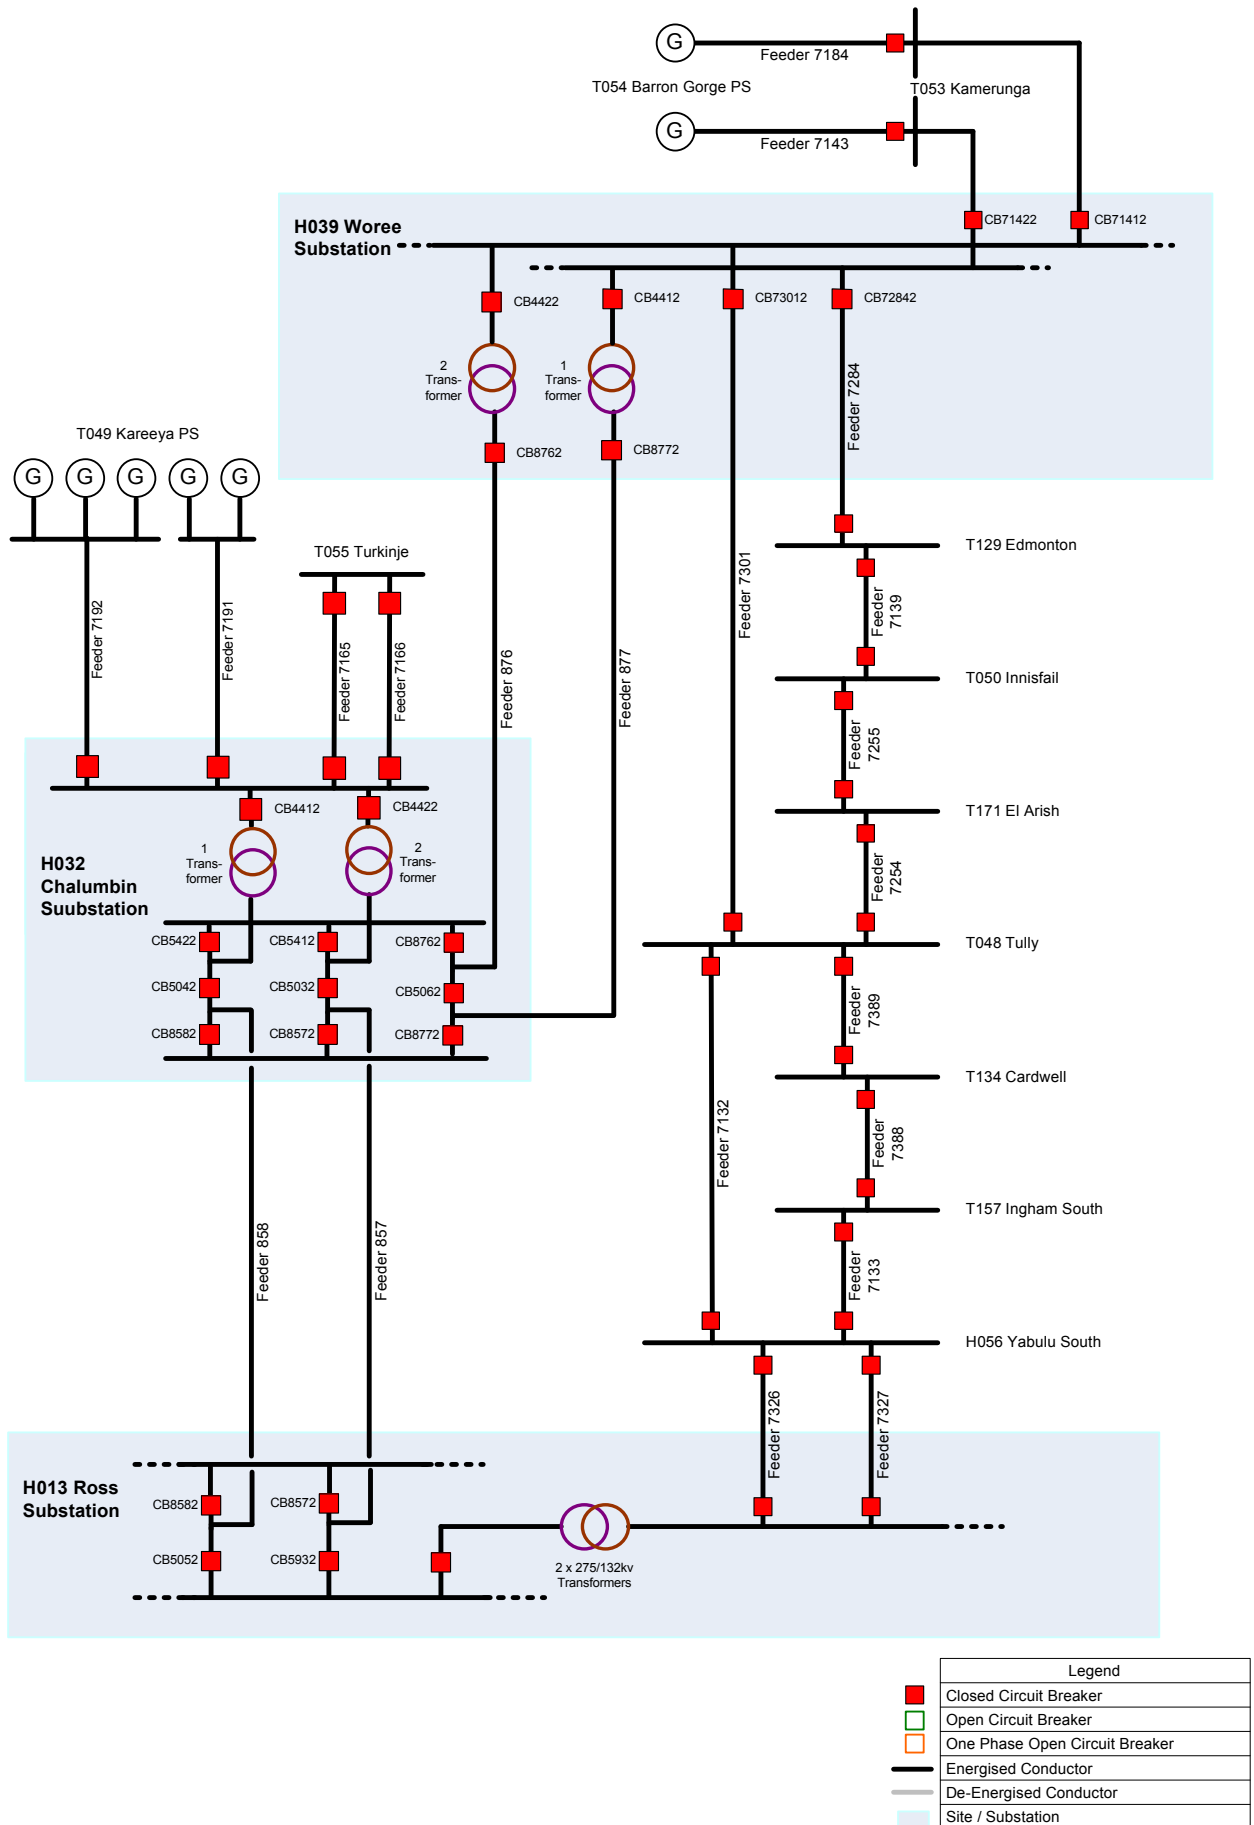 G
Feeder 7184
T054 Barron Gorge PS
T053 Kamerunga
G
Feeder 7143
H039 Woree
Substation
CB71422
CB71412
CB4422
CB4412
CB73012
CB72842
2
Trans-
former
1
Trans-
former
Feeder 7284
T049 Kareeya PS
CB8762
CB8772
G
G
G
G
G
T129 Edmonton
T055 Turkinje
Feeder 7301
Feeder
7139
Feeder 7192
Feeder 7191
Feeder 7165
Feeder 7166
Feeder 876
Feeder 877
T050 Innisfail
Feeder
7255
CB4412
CB4422
T171 El Arish
H032
Chalumbin
Suubstation
1
Trans-
former
2
Trans-
former
Feeder
7254
CB5422
CB5412
CB8762
T048 Tully
CB5042
CB5032
CB5062
Feeder
7389
CB8582
CB8572
CB8772
T134 Cardwell
Feeder 7132
Feeder
7388
T157 Ingham South
Feeder 858
Feeder 857
Feeder
7133
H056 Yabulu South
Feeder 7326
Feeder 7327
H013 Ross
Substation
CB8582
CB8572
CB5052
CB5932
2 x 275/132kv
Transformers
Legend
Closed Circuit Breaker
Open Circuit Breaker
One Phase Open Circuit Breaker
Energised Conductor
De-Energised Conductor
Site / Substation